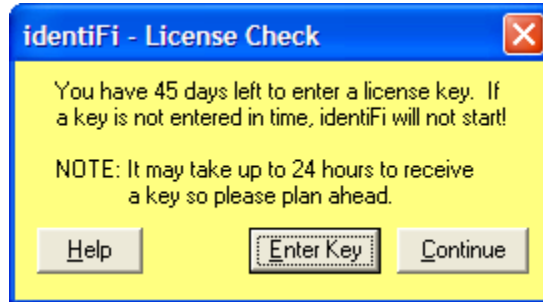 identiFi - License Check
You have 45 days left to enter a license key. If
a key is not entered in time, identiFi will not start!
NOTE: It may take up to 24 hours to receive
a key so please plan ahead.
Help Enter Key Continue